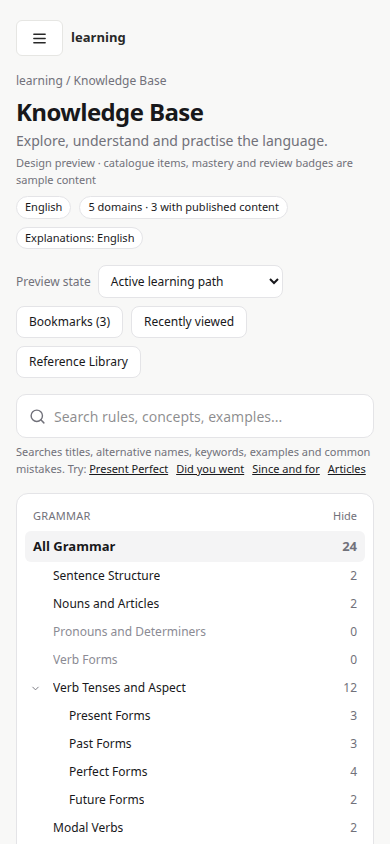 learning
learning / Knowledge Base
Knowledge Base
Explore, understand and practise the language.
Design preview · catalogue items, mastery and review badges are
sample content
English
5 domains · 3 with published content
Explanations: English
Preview state
Active learning path
Bookmarks (3)
Recently viewed
Reference Library
Search rules, concepts, examples...
Searches titles, alternative names, keywords, examples and common
mistakes. Try: Present Perfect Did you went Since and for Articles
GRAMMAR Hide
All Grammar 24
Sentence Structure 2
Nouns and Articles 2
Pronouns and Determiners 0
Verb Forms 0
Verb Tenses and Aspect 12
Present Forms 3
Past Forms 3
Perfect Forms 4
Future Forms 2
Modal Verbs 2